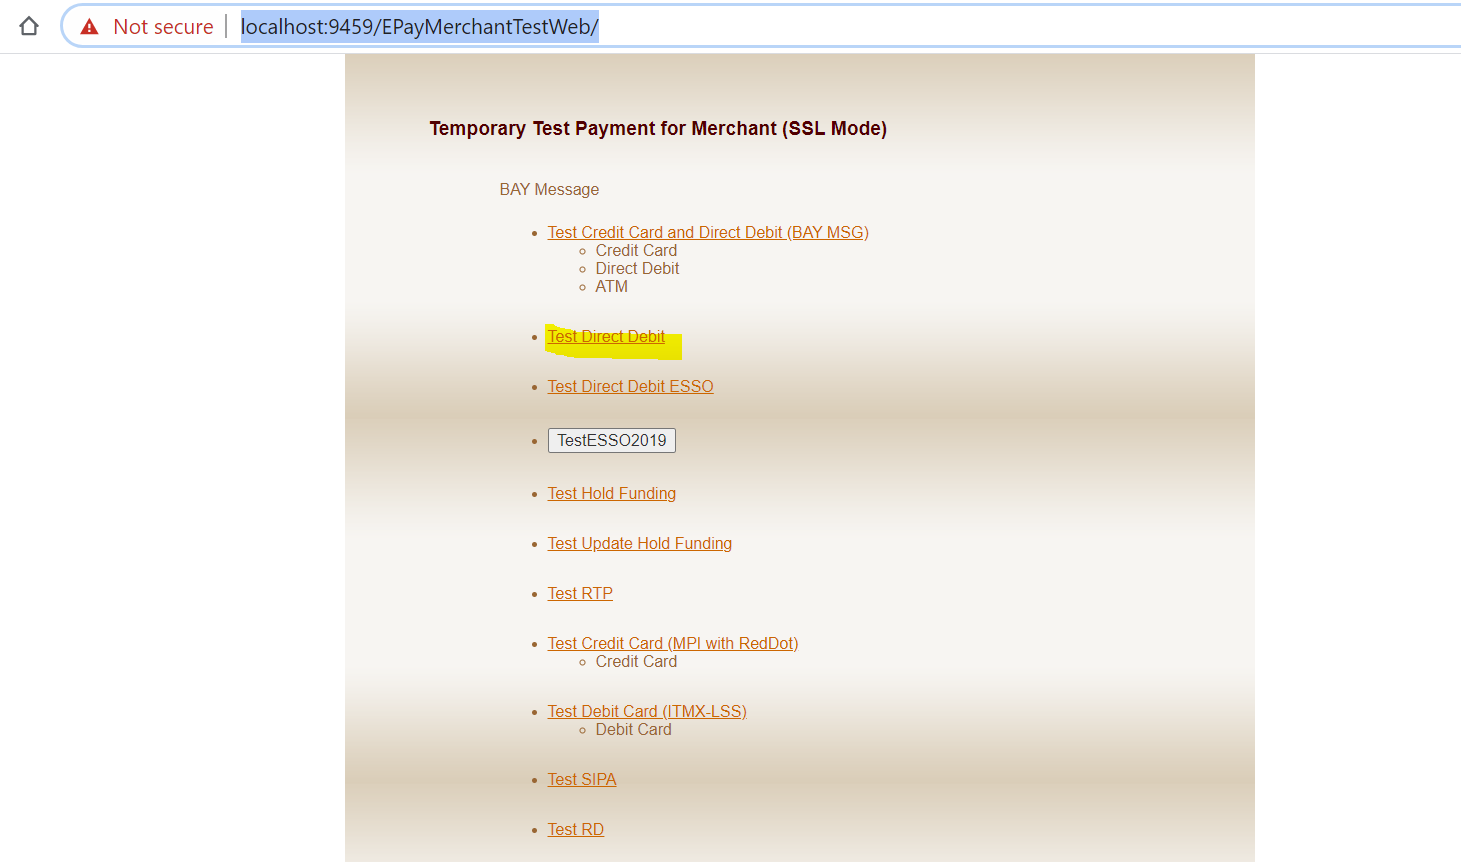 Not secure localhost:9459/EPayMerchantTestWeb/
Temporary Test Payment for Merchant (SSL Mode)
BAY Message
Test Credit Card and Direct Debit (BAY MSG)
Credit Card
Direct Debit
ATM
Test Direct Debit
Test Direct Debit ESSO
TestESSO2019
Test Hold Funding
Test Update Hold Funding
Test RTP
Test Credit Card (MPI with RedDot)
Credit Card
Test Debit Card (ITMX-LSS)
Debit Card
Test SIPA
Test RD